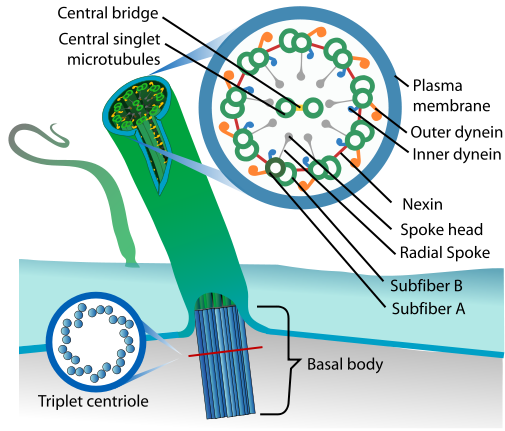 Central bridge
Central singlet
microtubules
Plasma
membrane
Outer dynein
Inner dynein
Nexin
Spoke head
Radial Spoke
Subfiber B
Subfiber A
Basal body
Triplet centriole